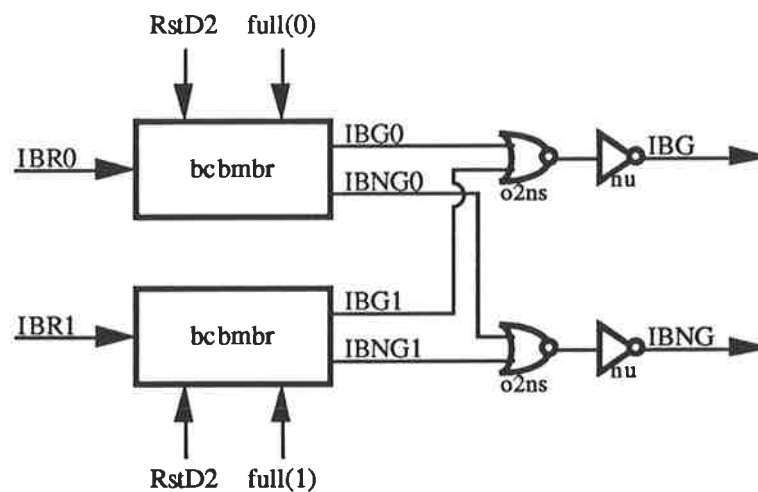 RstD2 full(0)
IBR0
bcbmbr
IBG0
IBNG0
o2ns
nu
IBG
IBR1
bcbmbr
IBG1
IBNG1
o2ns
nu
IBNG
RstD2 full(1)